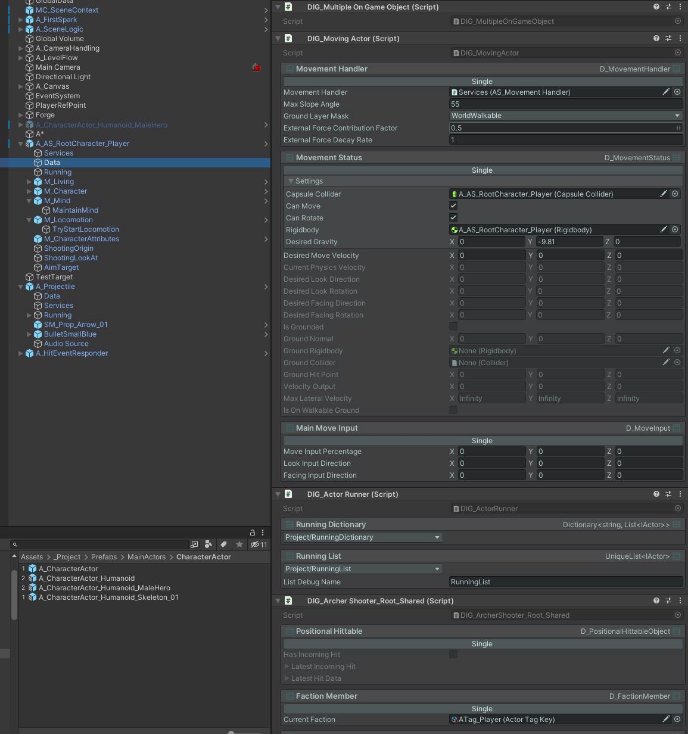 GlobalData
MC_SceneContext
A_FirstSpark
A_SceneLogic
Global Volume
A_CameraHandling
A_LevelFlow
Main Camera
Directional Light
A_Canvas
EventSystem
PlayerRefPoint
Forge
A_CharacterActor_Humanoid_MaleHero
A*
A_AS_RootCharacter_Player
Services
Data
Running
M_Living
M_Character
M_Mind
MaintainMind
M_Locomotion
TryStartLocomotion
M_CharacterAttributes
ShootingOrigin
ShootingLookAt
AimTarget
TestTarget
A_Projectile
Data
Services
Running
SM_Prop_Arrow_01
BulletSmallBlue
Audio Source
A_HitEventResponder
11
Assets > _Project > Prefabs > MainActors > CharacterActor
1 A_CharacterActor
2 A_CharacterActor_Humanoid
2 A_CharacterActor_Humanoid_MaleHero
1 A_CharacterActor_Humanoid_Skeleton_01
DIG_Multiple On Game Object (Script)
Script DIG_MultipleOnGameObject
DIG_Moving Actor (Script)
Script DIG_MovingActor
Movement Handler D_MovementHandler
Single
Movement Handler Services (AS_Movement Handler)
Max Slope Angle 55
Ground Layer Mask WorldWalkable
External Force Contribution Factor 0.5
External Force Decay Rate 1
Movement Status D_MovementStatus
Single
Settings
Capsule Collider A_AS_RootCharacter_Player (Capsule Collider)
Can Move
Can Rotate
Rigidbody A_AS_RootCharacter_Player (Rigidbody)
Desired Gravity X 0 Y -9.81 Z 0
Desired Move Velocity X 0 Y 0 Z 0
Current Physics Velocity X 0 Y 0 Z 0
Desired Look Direction X 0 Y 0 Z 0
Desired Look Rotation X 0 Y 0 Z 0
Desired Facing Direction X 0 Y 0 Z 0
Desired Facing Rotation X 0 Y 0 Z 0
Is Grounded
Ground Normal X 0 Y 0 Z 0
Ground Rigidbody None (Rigidbody)
Ground Collider None (Collider)
Ground Hit Point X 0 Y 0 Z 0
Velocity Output X 0 Y 0 Z 0
Max Lateral Velocity X Infinity Y Infinity Z Infinity
Is On Walkable Ground
Main Move Input D_MoveInput
Single
Move Input Percentage X 0 Y 0 Z 0
Look Input Direction X 0 Y 0 Z 0
Facing Input Direction X 0 Y 0 Z 0
DIG_Actor Runner (Script)
Script DIG_ActorRunner
Running Dictionary Dictionary<string, List<IActor>>
Project/RunningDictionary
Running List UniqueList<IActor>
Project/RunningList
List Debug Name RunningList
DIG_Archer Shooter_Root_Shared (Script)
Script DIG_ArcherShooter_Root_Shared
Positional Hittable D_PositionalHittableObject
Single
Has Incoming Hit
Latest Incoming Hit
Latest Hit Data
Faction Member D_FactionMember
Single
Current Faction ATag_Player (Actor Tag Key)